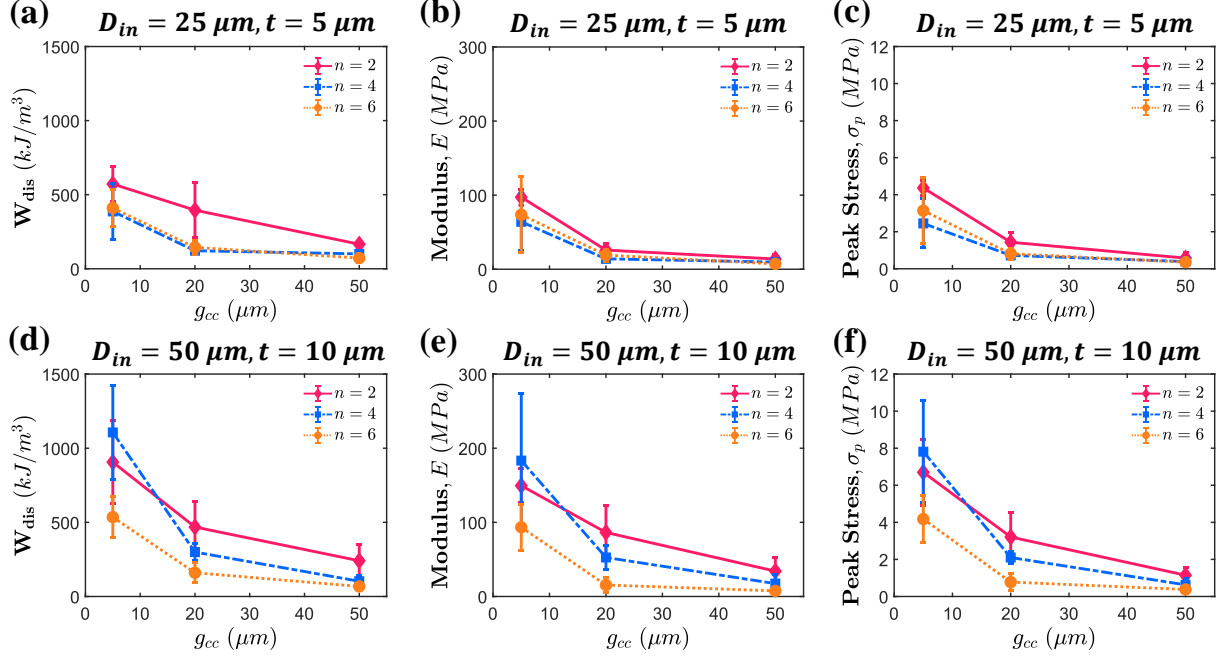 (a)
D_in = 25 μm, t = 5 μm
W_dis (kJ/m³)
1500
1000
500
0
0 10 20 30 40 50
g_cc (μm)
n = 2
n = 4
n = 6
(b)
D_in = 25 μm, t = 5 μm
Modulus, E (MPa)
300
200
100
0
0 10 20 30 40 50
g_cc (μm)
n = 2
n = 4
n = 6
(c)
D_in = 25 μm, t = 5 μm
Peak Stress, σ_p (MPa)
12
10
8
6
4
2
0
0 10 20 30 40 50
g_cc (μm)
n = 2
n = 4
n = 6
(d)
D_in = 50 μm, t = 10 μm
W_dis (kJ/m³)
1500
1000
500
0
0 10 20 30 40 50
g_cc (μm)
n = 2
n = 4
n = 6
(e)
D_in = 50 μm, t = 10 μm
Modulus, E (MPa)
300
200
100
0
0 10 20 30 40 50
g_cc (μm)
n = 2
n = 4
n = 6
(f)
D_in = 50 μm, t = 10 μm
Peak Stress, σ_p (MPa)
12
10
8
6
4
2
0
0 10 20 30 40 50
g_cc (μm)
n = 2
n = 4
n = 6